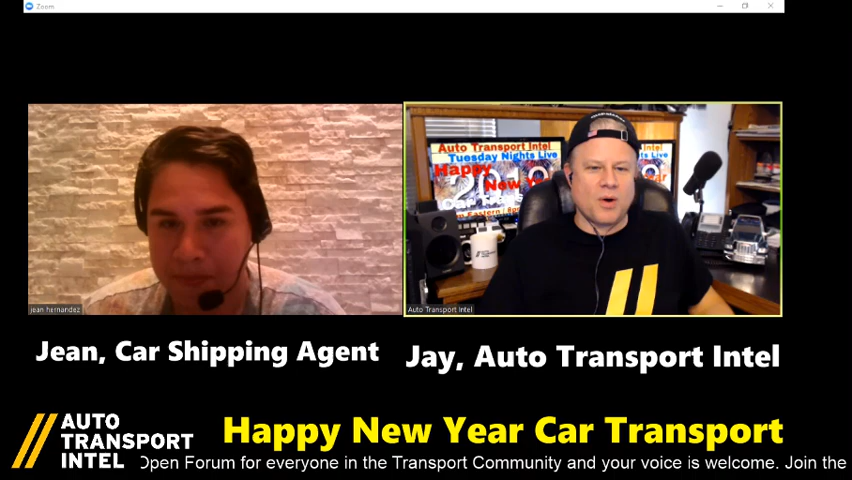 Zoom
Auto Transport Intel
Tuesday Nights Live
Happy
New
jean hernandez
Auto Transport Intel
Jean, Car Shipping Agent
Jay, Auto Transport Intel
AUTO
TRANSPORT
INTEL
Happy New Year Car Transport
Open Forum for everyone in the Transport Community and your voice is welcome. Join the